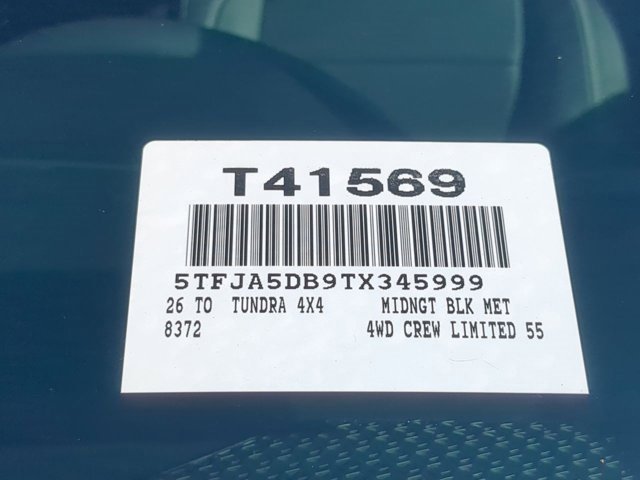 T41569
5TFJA5DB9TX345999
26 TO TUNDRA 4X4 MIDNGT BLK MET
8372 4WD CREW LIMITED 55